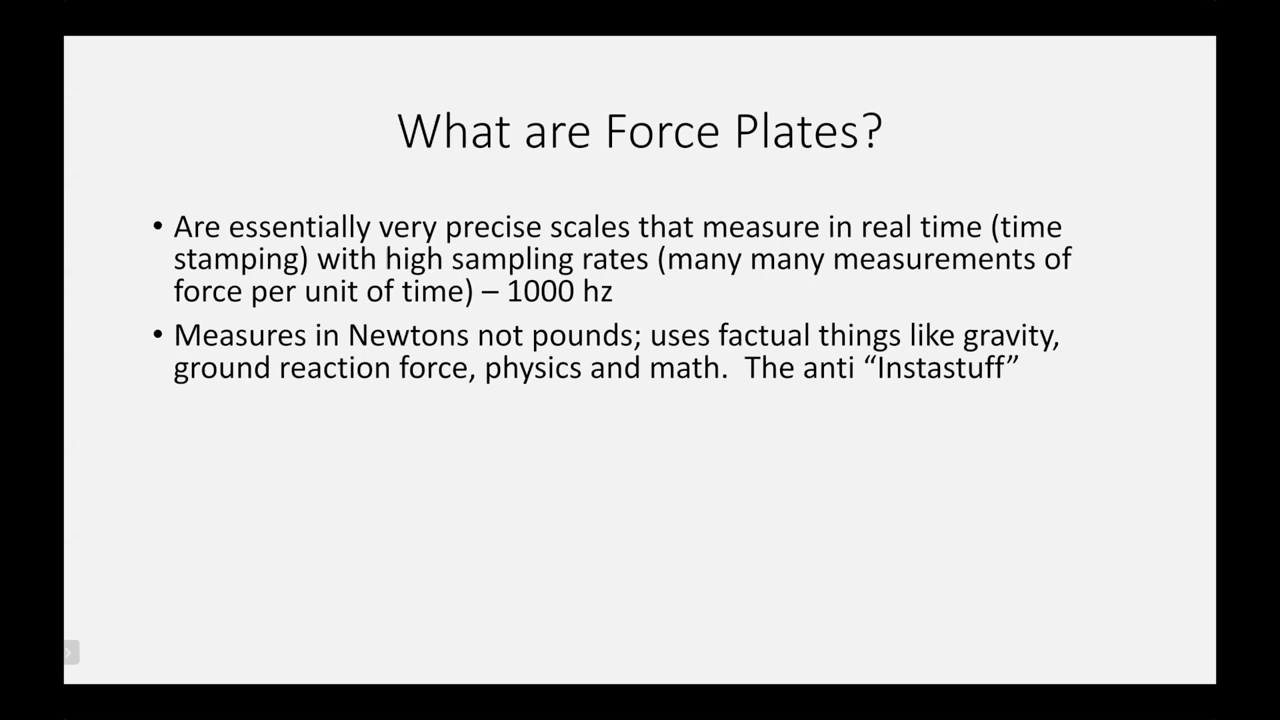 What are Force Plates?
• Are essentially very precise scales that measure in real time (time
stamping) with high sampling rates (many many measurements of
force per unit of time) – 1000 hz
• Measures in Newtons not pounds; uses factual things like gravity,
ground reaction force, physics and math.  The anti “Instastuff”